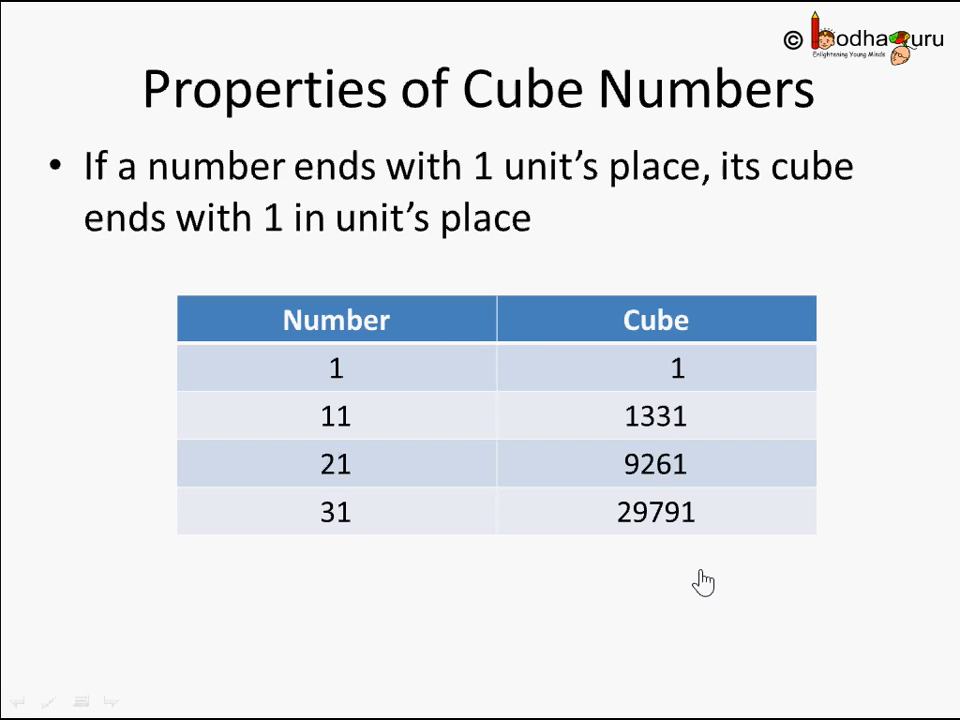 © Bodhaguru
Enlightening Young Minds
Properties of Cube Numbers
• If a number ends with 1 unit’s place, its cube
ends with 1 in unit’s place
Number Cube
1 1
11 1331
21 9261
31 29791